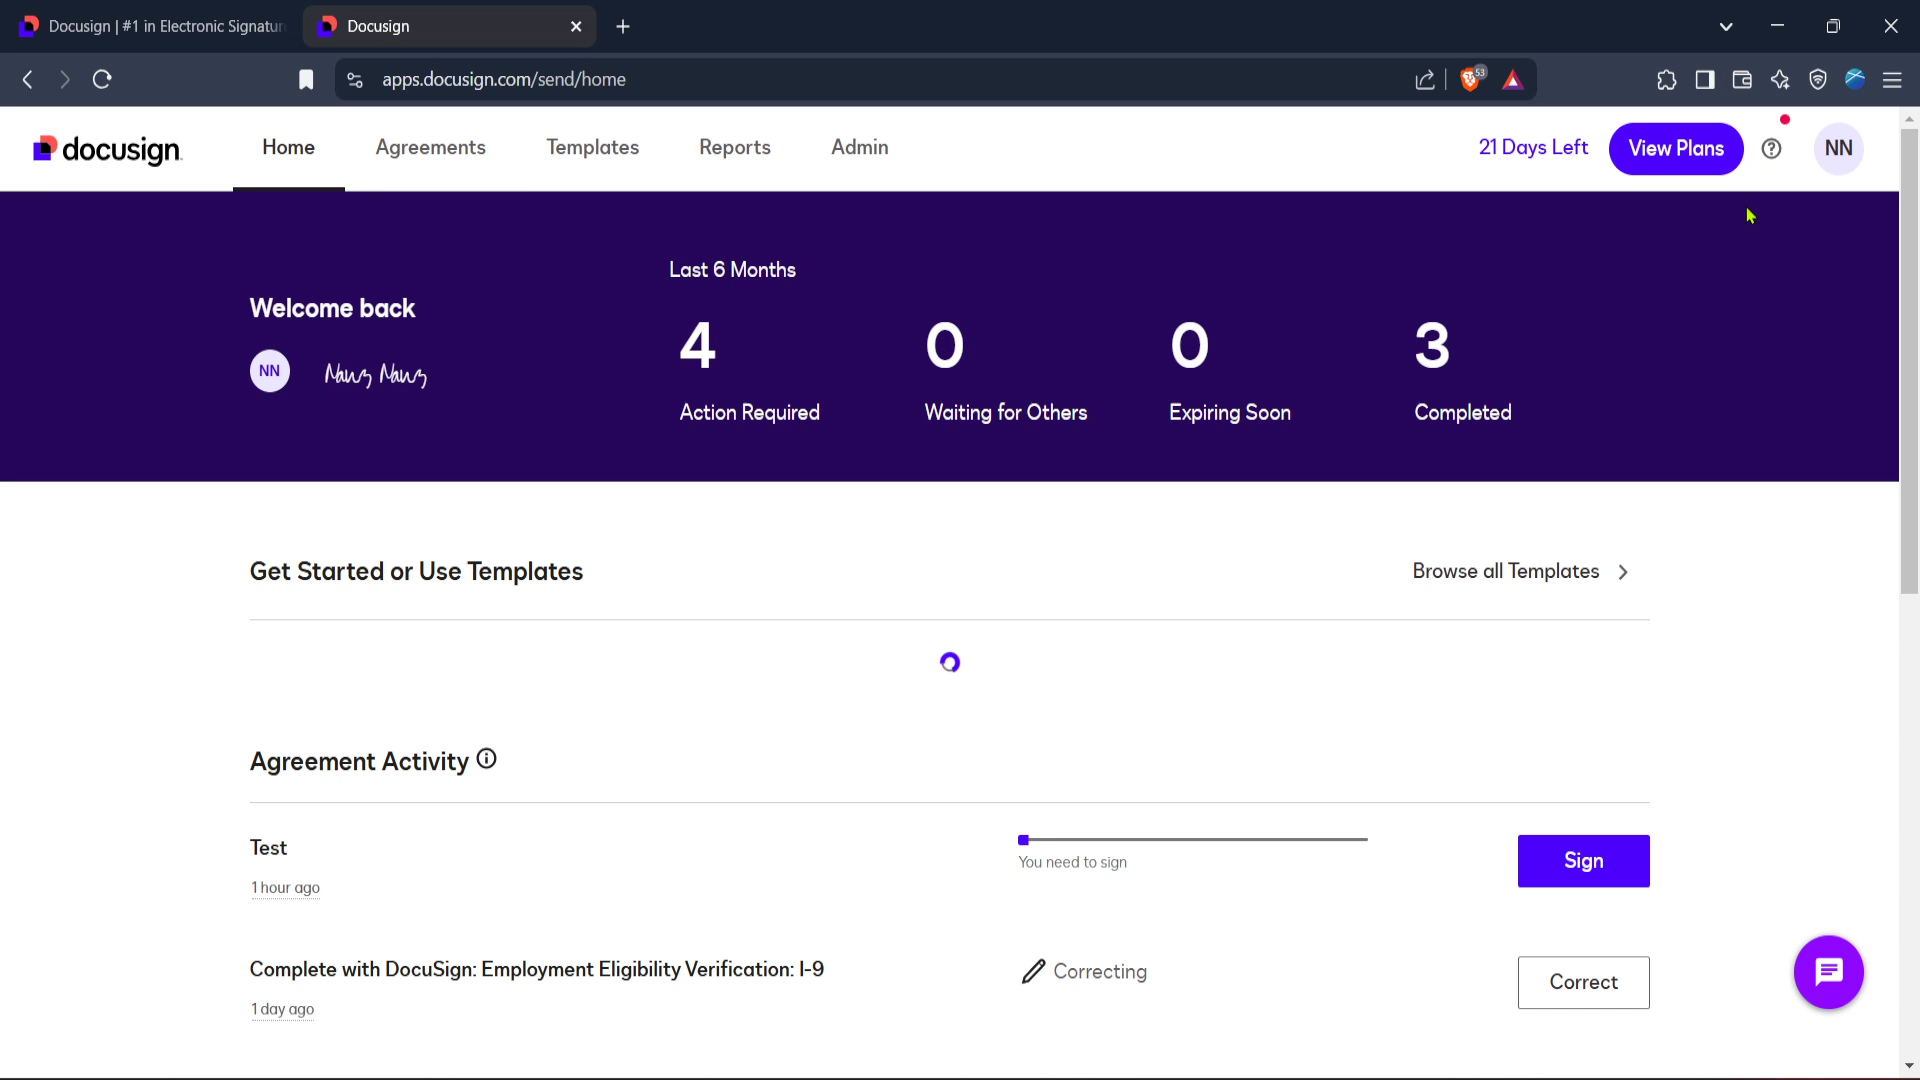 Docusign | #1 in Electronic Signatur
Docusign
apps.docusign.com/send/home
53
docusign
Home
Agreements
Templates
Reports
Admin
21 Days Left
View Plans
NN
Last 6 Months
Welcome back
NN
Nang Nang
4
0
0
3
Action Required
Waiting for Others
Expiring Soon
Completed
Get Started or Use Templates
Browse all Templates
Agreement Activity
Test
1 hour ago
You need to sign
Sign
Complete with DocuSign: Employment Eligibility Verification: I-9
1 day ago
Correcting
Correct